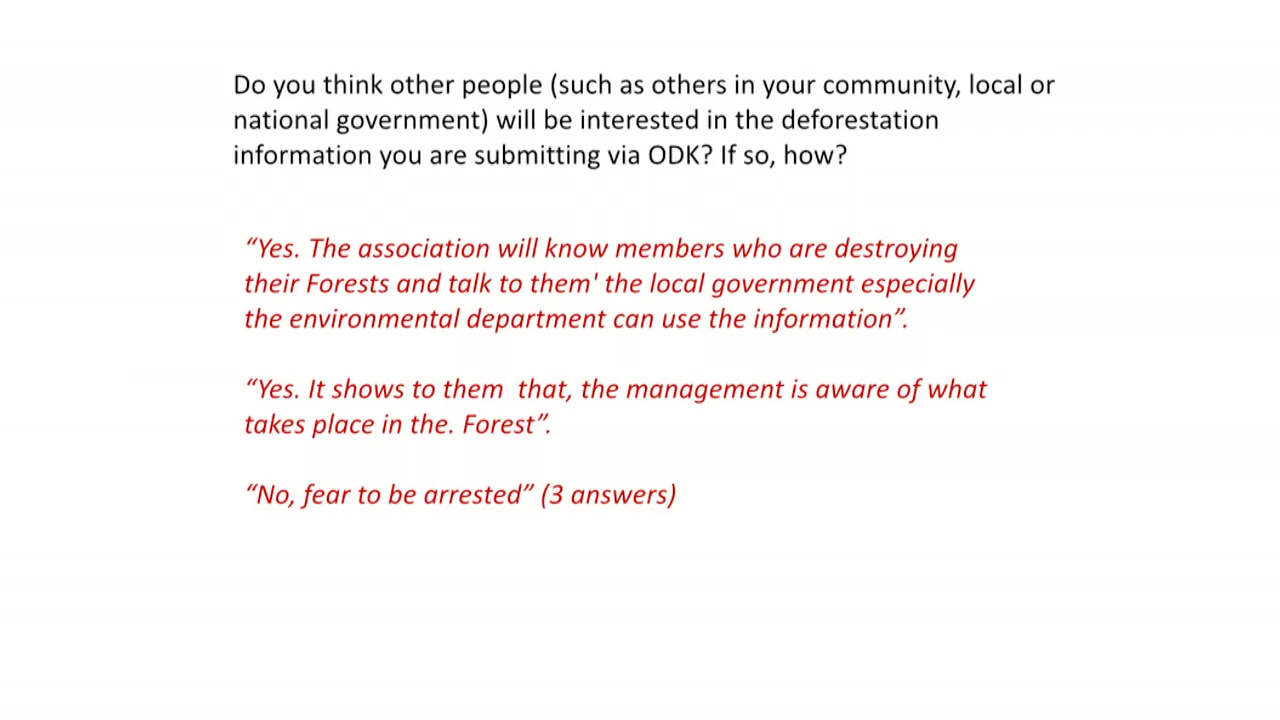 Do you think other people (such as others in your community, local or
national government) will be interested in the deforestation
information you are submitting via ODK? If so, how?
“Yes. The association will know members who are destroying
their Forests and talk to them' the local government especially
the environmental department can use the information”.
“Yes. It shows to them  that, the management is aware of what
takes place in the. Forest”.
“No, fear to be arrested” (3 answers)